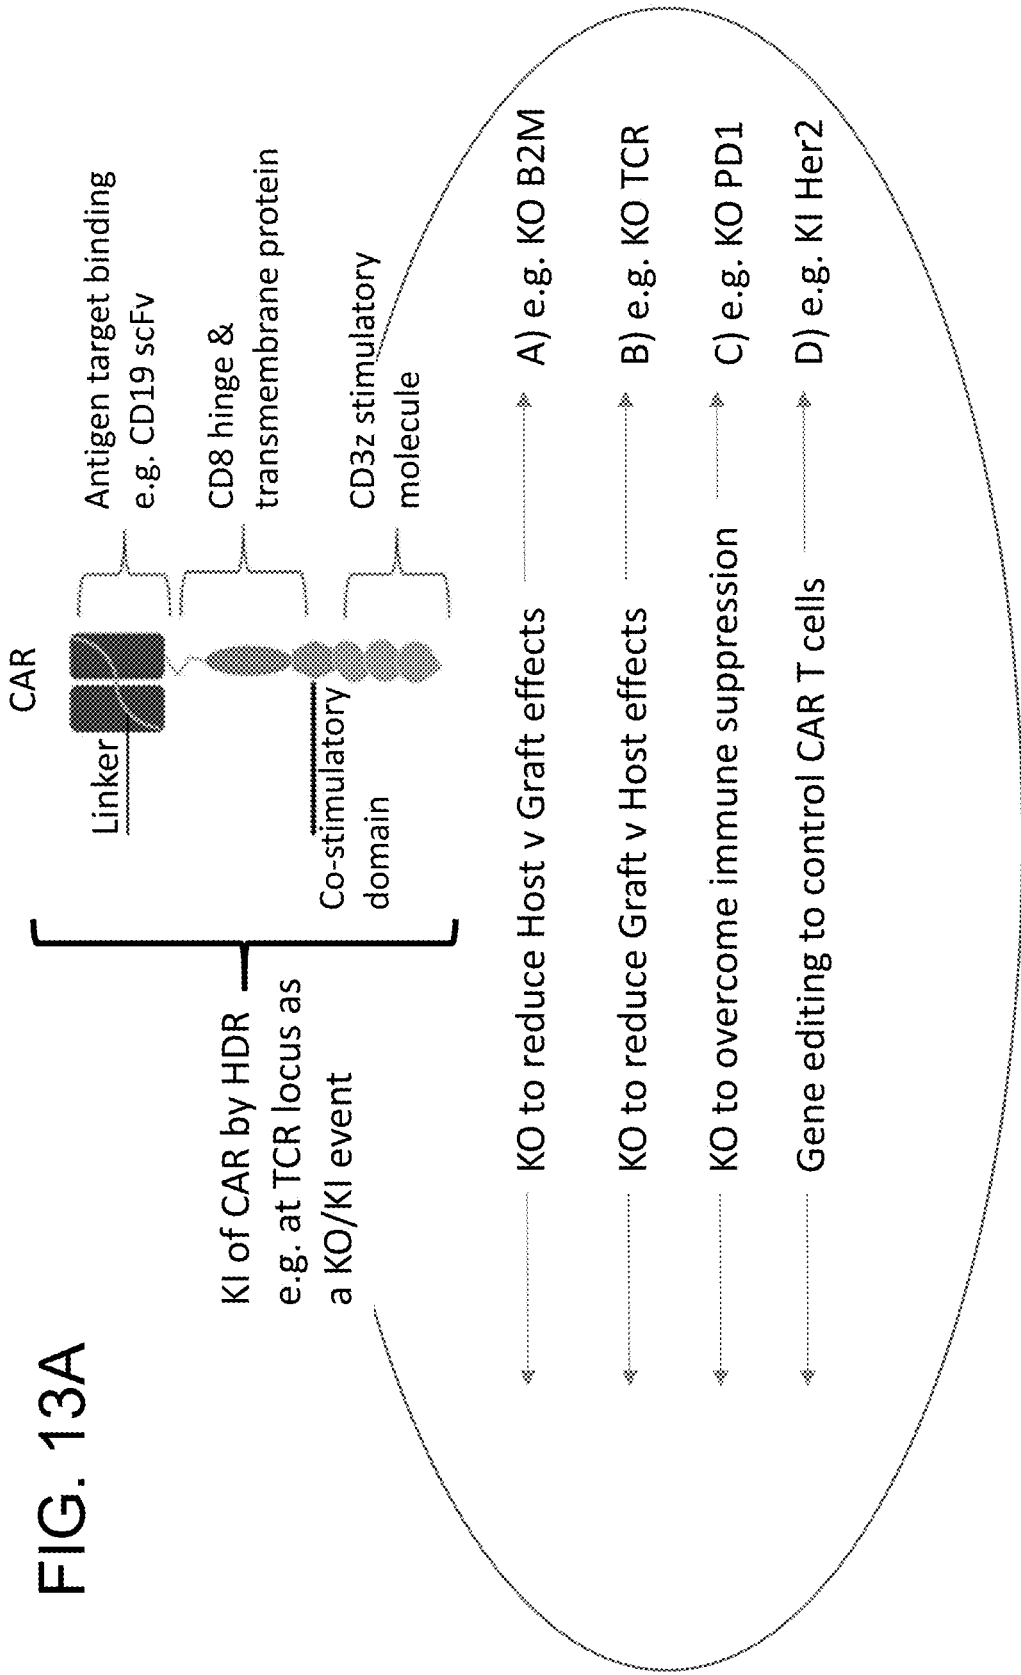 FIG. 13A
CAR
Linker
Co-stimulatory
domain
Antigen target binding
e.g. CD19 scFv
CD8 hinge &
transmembrane protein
CD3z stimulatory
molecule
KI of CAR by HDR
e.g. at TCR locus as
a KO/KI event
KO to reduce Host v Graft effects
A) e.g. KO B2M
KO to reduce Graft v Host effects
B) e.g. KO TCR
KO to overcome immune suppression
C) e.g. KO PD1
Gene editing to control CAR T cells
D) e.g. KI Her2